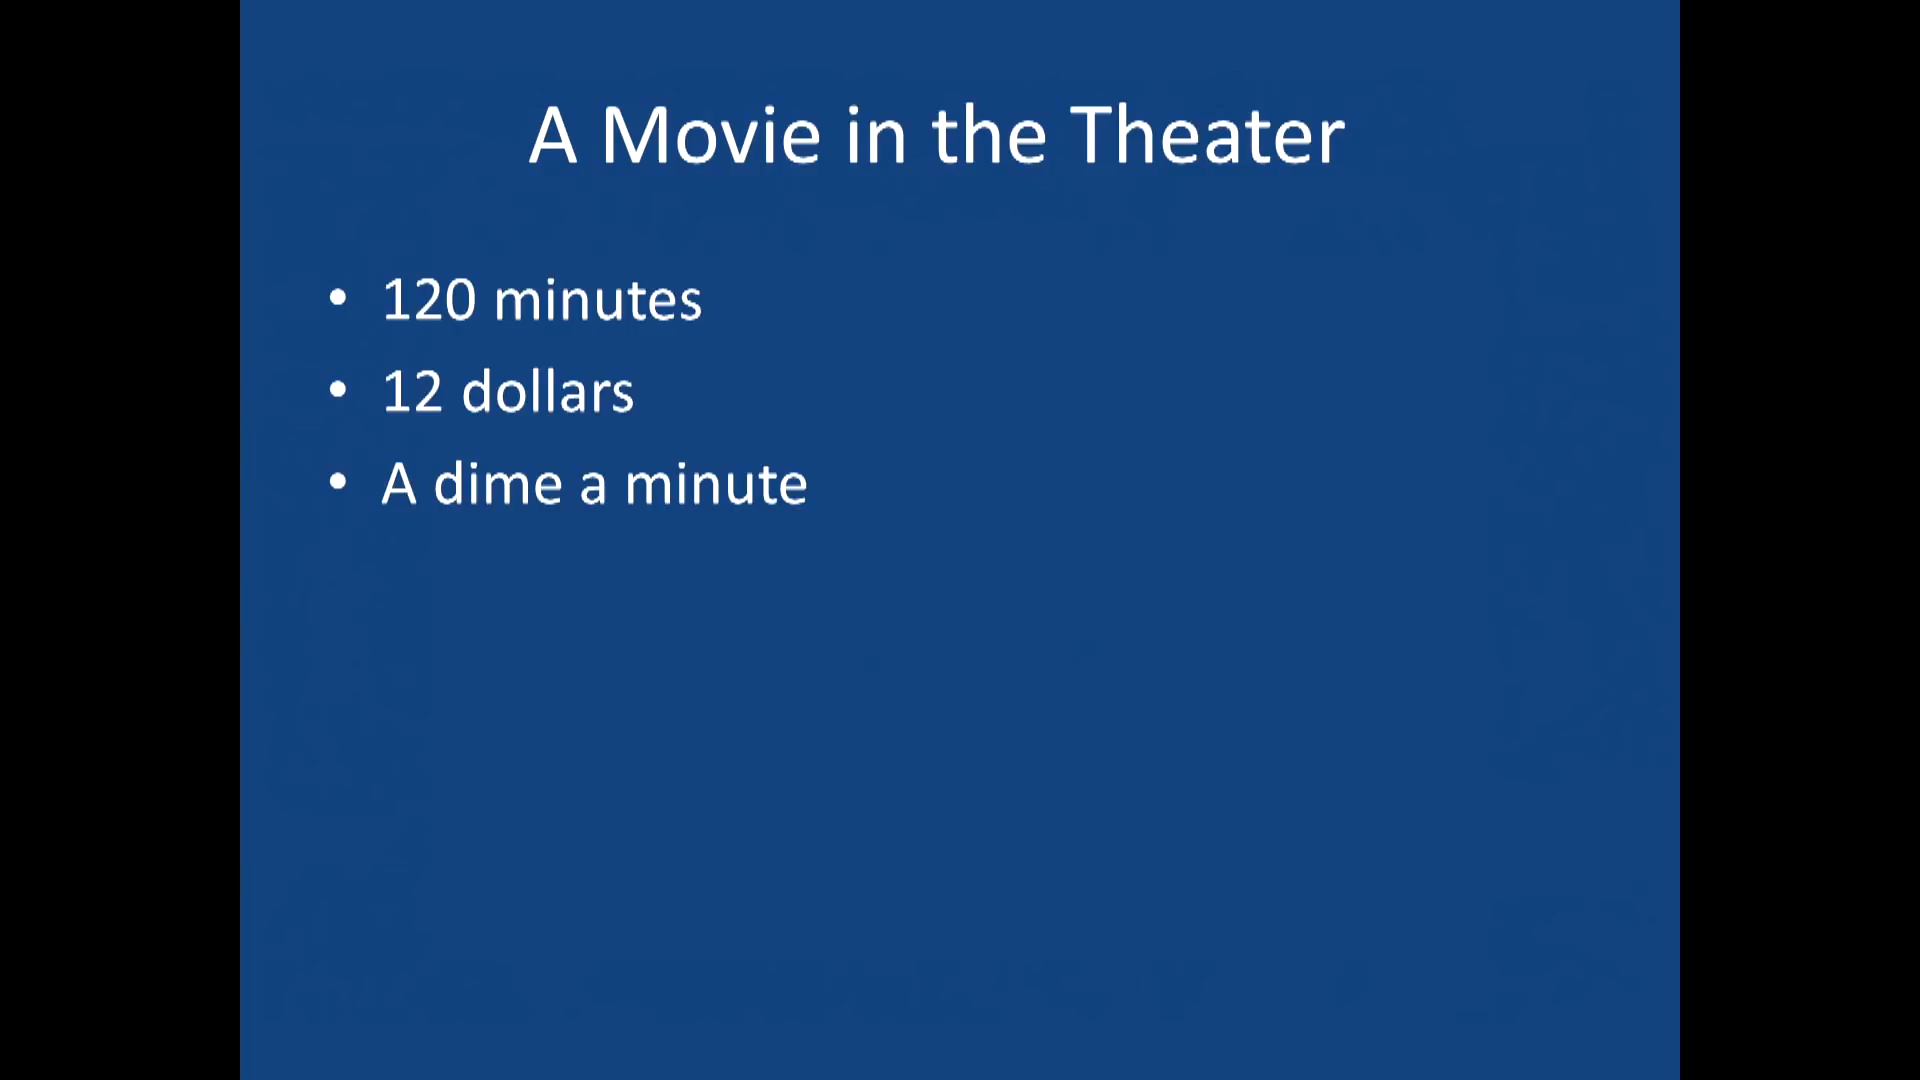 A Movie in the Theater
• 120 minutes
• 12 dollars
• A dime a minute